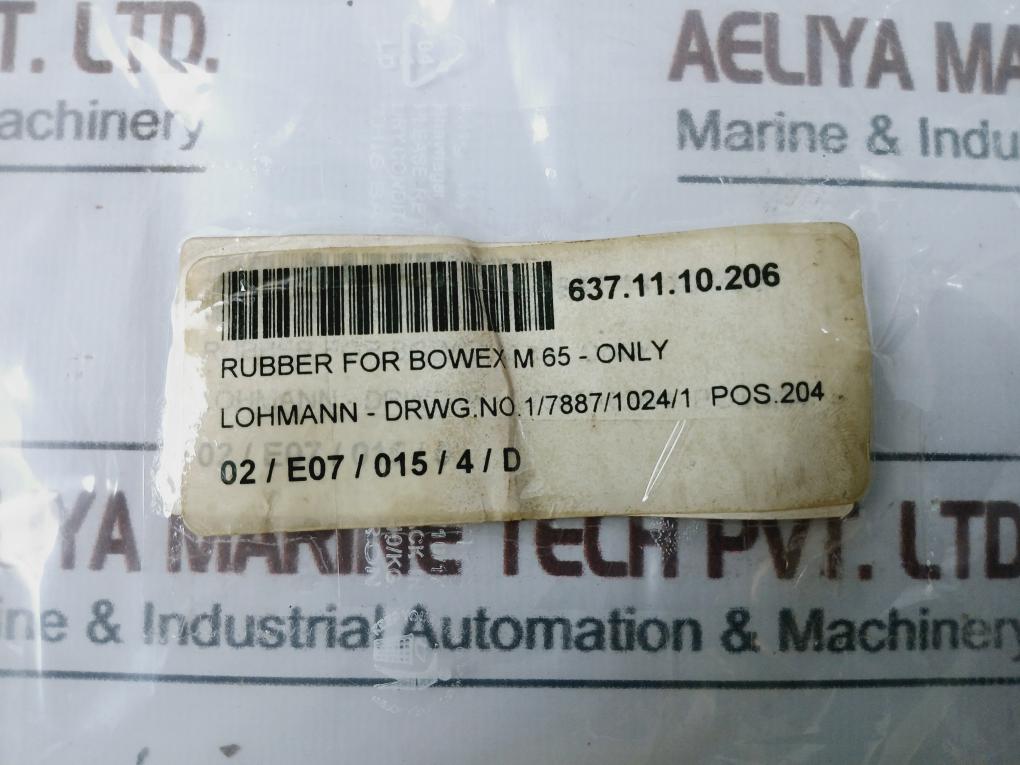 T. LTD.
AELIYA MA
achinery
Marine & Indu
637.11.10.206
RUBBER FOR BOWEX M 65 - ONLY
LOHMANN - DRWG.NO.1/7887/1024/1 POS.204
02 / E07 / 015 / 4 / D
YA MARINE TECH PVT. LTD
ine & Industrial Automation & Machinery